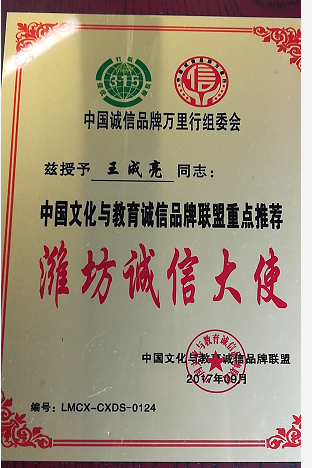 315
中国诚信品牌万里行组委会
兹授予 王成亮 同志：
中国文化与教育诚信品牌联盟重点推荐
潍坊诚信大使
中国文化与教育诚信品牌联盟
2017年09月
编号：LMCX-CXDS-0124